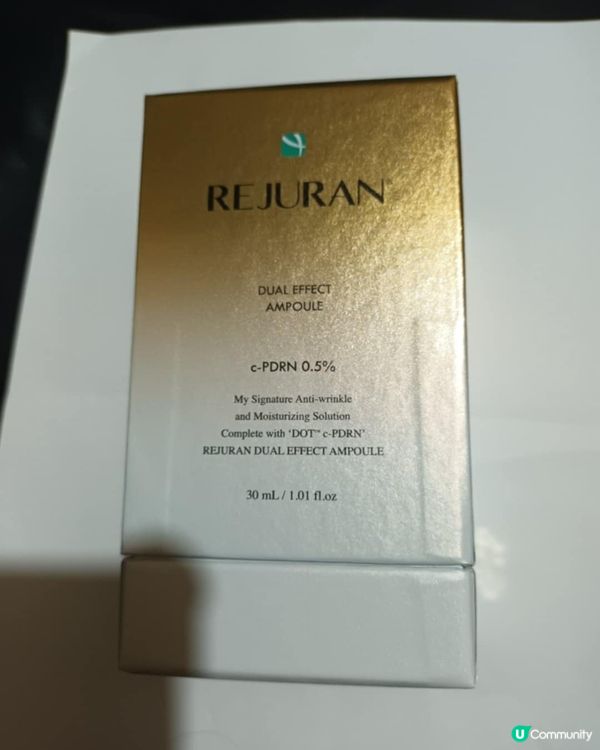 REJURAN®
DUAL EFFECT
AMPOULE
c-PDRN 0.5%
My Signature Anti-wrinkle
and Moisturizing Solution
Complete with ‘DOT™ c-PDRN’
REJURAN DUAL EFFECT AMPOULE
30 mL / 1.01 fl.oz
U Community